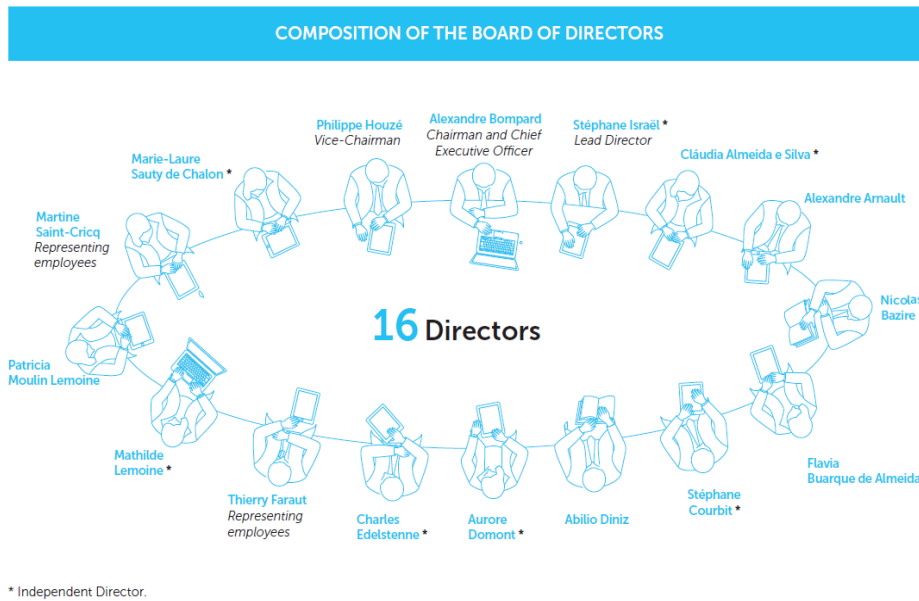 COMPOSITION OF THE BOARD OF DIRECTORS
Alexandre Bompard
Chairman and Chief
Executive Officer
Philippe Houzé
Vice-Chairman
Stéphane Israël *
Lead Director
Cláudia Almeida e Silva *
Marie-Laure
Sauty de Chalon *
Alexandre Arnault
Martine
Saint-Cricq
Representing
employees
Nicolas
Bazire
16 Directors
Patricia
Moulin Lemoine
Mathilde
Lemoine *
Flavia
Buarque de Almeida
Thierry Faraut
Representing
employees
Charles
Edelstenne *
Aurore
Domont *
Abilio Diniz
Stéphane
Courbit *
* Independent Director.